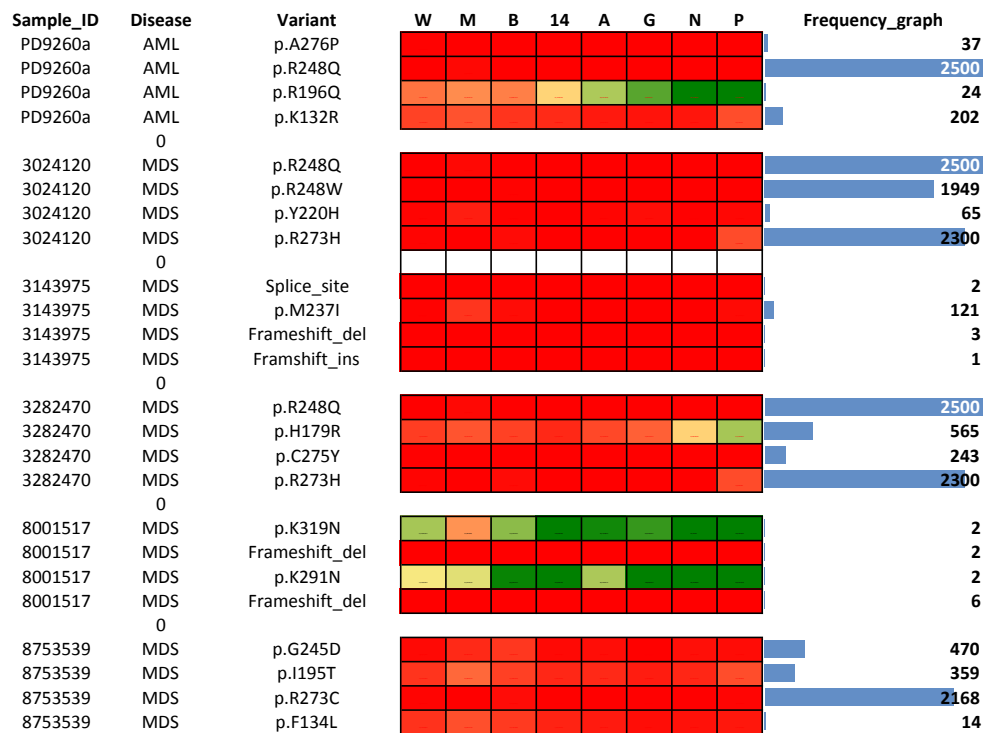 Sample_ID Disease Variant W M B 14 A G N P Frequency_graph
PD9260a AML p.A276P 37
PD9260a AML p.R248Q 2500
PD9260a AML p.R196Q _ _ _ _ _ _ _ _ 24
PD9260a AML p.K132R _ _ _ _ _ _ _ _ 202
0
3024120 MDS p.R248Q 2500
3024120 MDS p.R248W 1949
3024120 MDS p.Y220H 65
3024120 MDS p.R273H _ 2300
0
3143975 MDS Splice_site 2
3143975 MDS p.M237I 121
3143975 MDS Frameshift_del 3
3143975 MDS Framshift_ins 1
0
3282470 MDS p.R248Q 2500
3282470 MDS p.H179R _ _ _ _ _ _ _ _ 565
3282470 MDS p.C275Y 243
3282470 MDS p.R273H _ 2300
0
8001517 MDS p.K319N _ _ _ _ _ _ _ _ 2
8001517 MDS Frameshift_del 2
8001517 MDS p.K291N _ _ _ _ _ _ _ _ 2
8001517 MDS Frameshift_del 6
0
8753539 MDS p.G245D 470
8753539 MDS p.I195T _ _ _ _ _ _ _ _ 359
8753539 MDS p.R273C 2168
8753539 MDS p.F134L _ _ _ _ _ _ _ _ 14